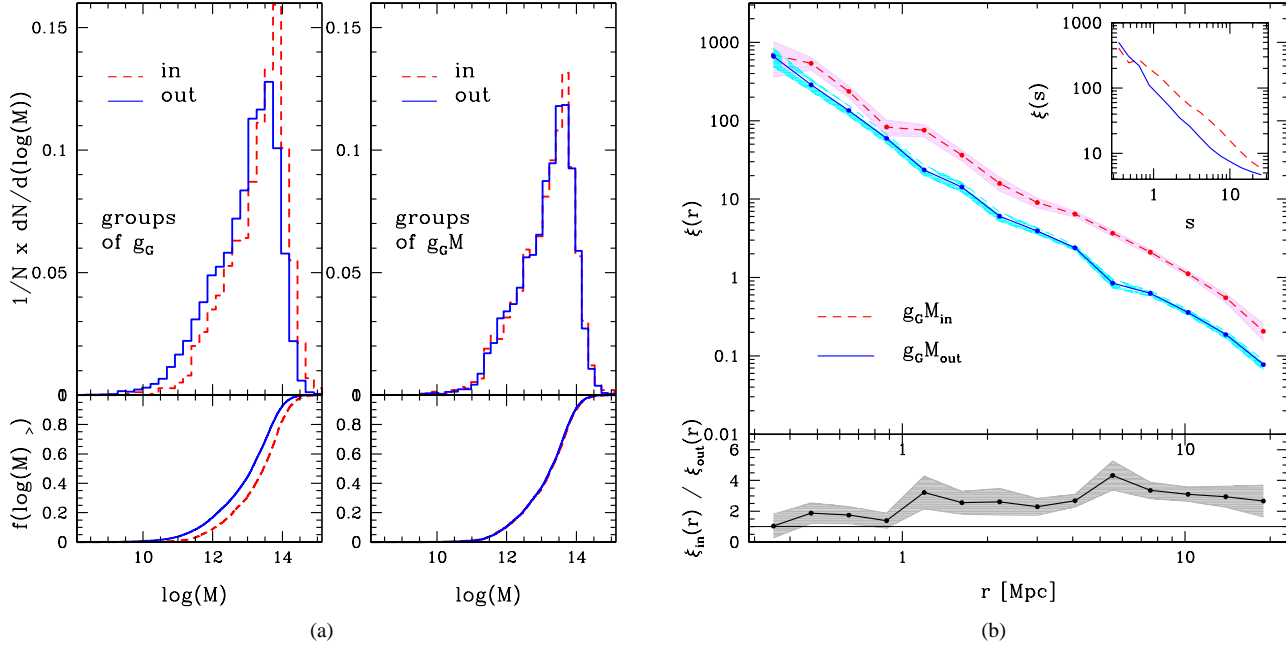 0.15
0.1
0.05
0
1/N x dN/d(log(M))
in
out
groups
of g_G
0.15
0.1
0.05
0
in
out
groups
of g_GM
0.8
0.6
0.4
0.2
0
f(log(M) >)
10 12 14
log(M)
0.8
0.6
0.4
0.2
0
10 12 14
log(M)
(a)
1000
100
10
1
0.1
0.01
ξ(r)
g_GM_in
g_GM_out
1 10
1000
100
10
ξ(s)
1 10
s
6
4
2
0
ξ_in(r) / ξ_out(r)
1 10
r [Mpc]
(b)